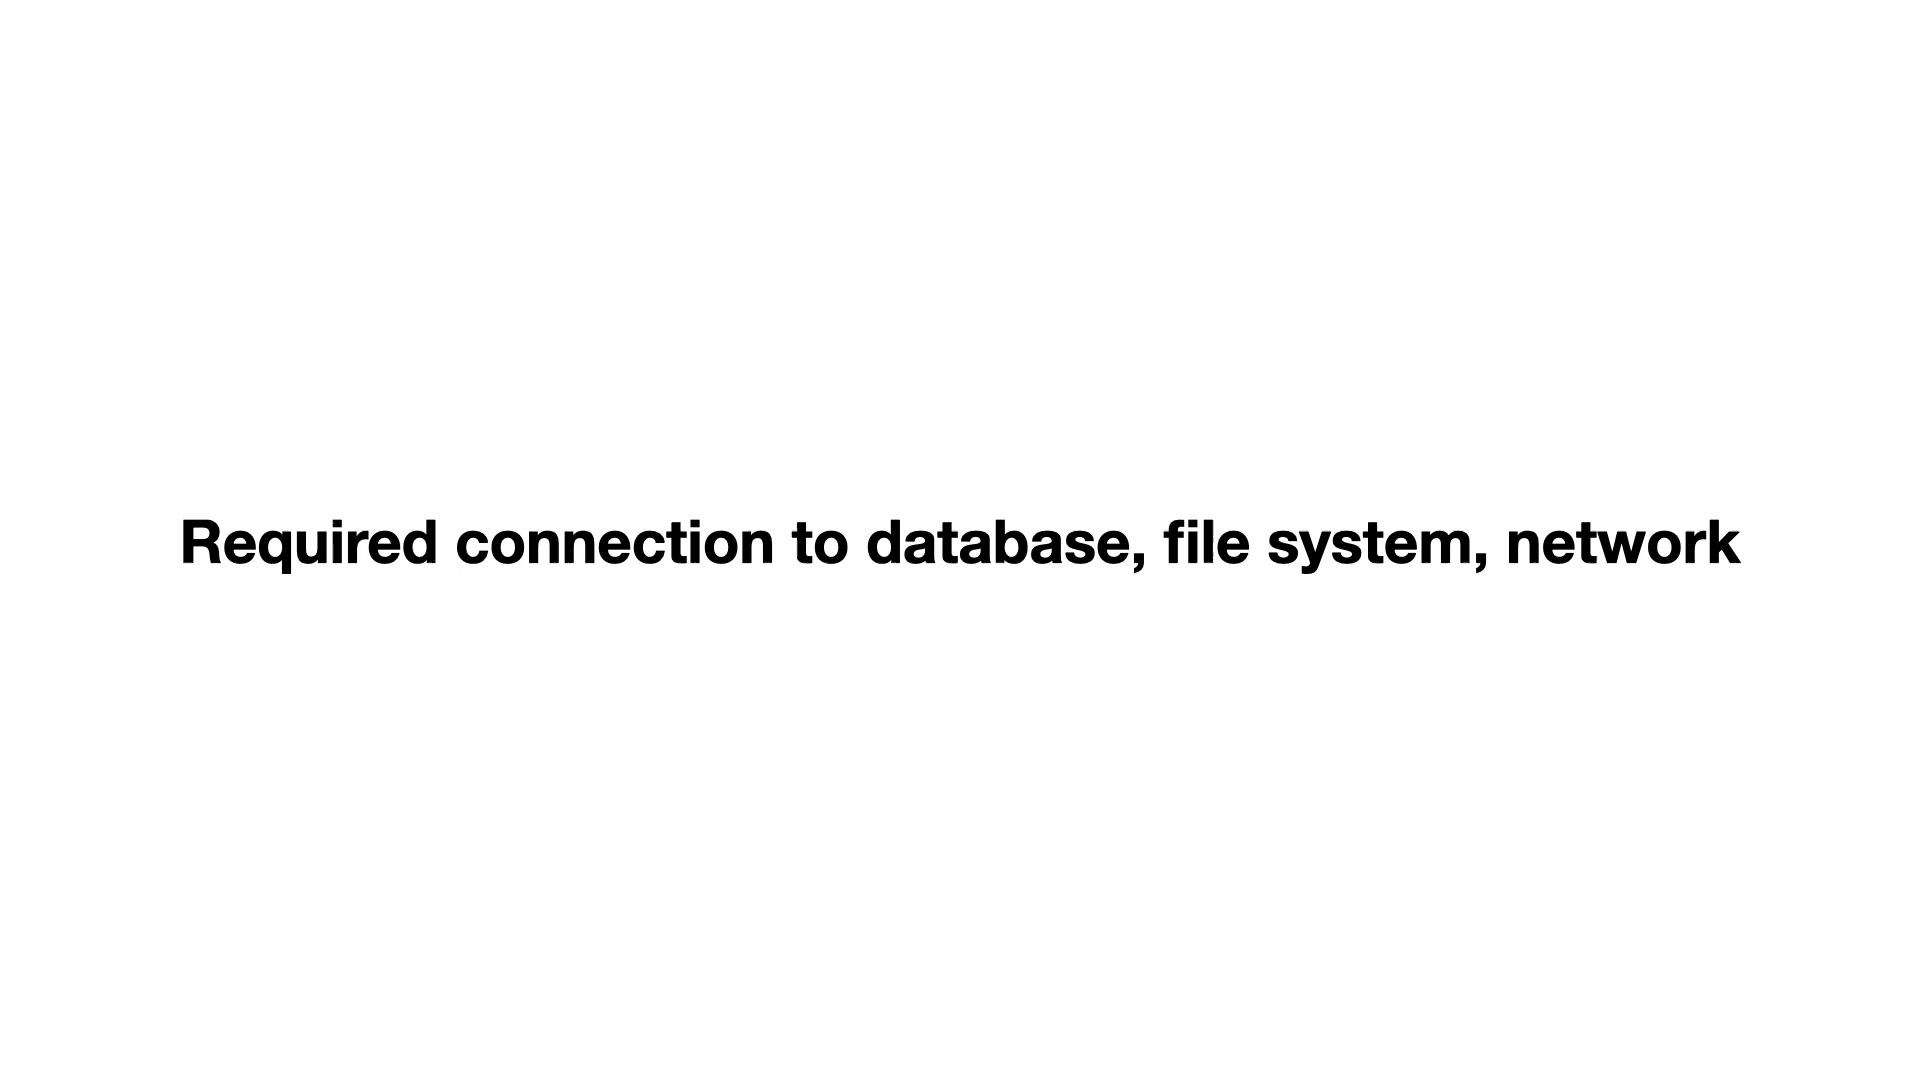 Required connection to database, file system, network